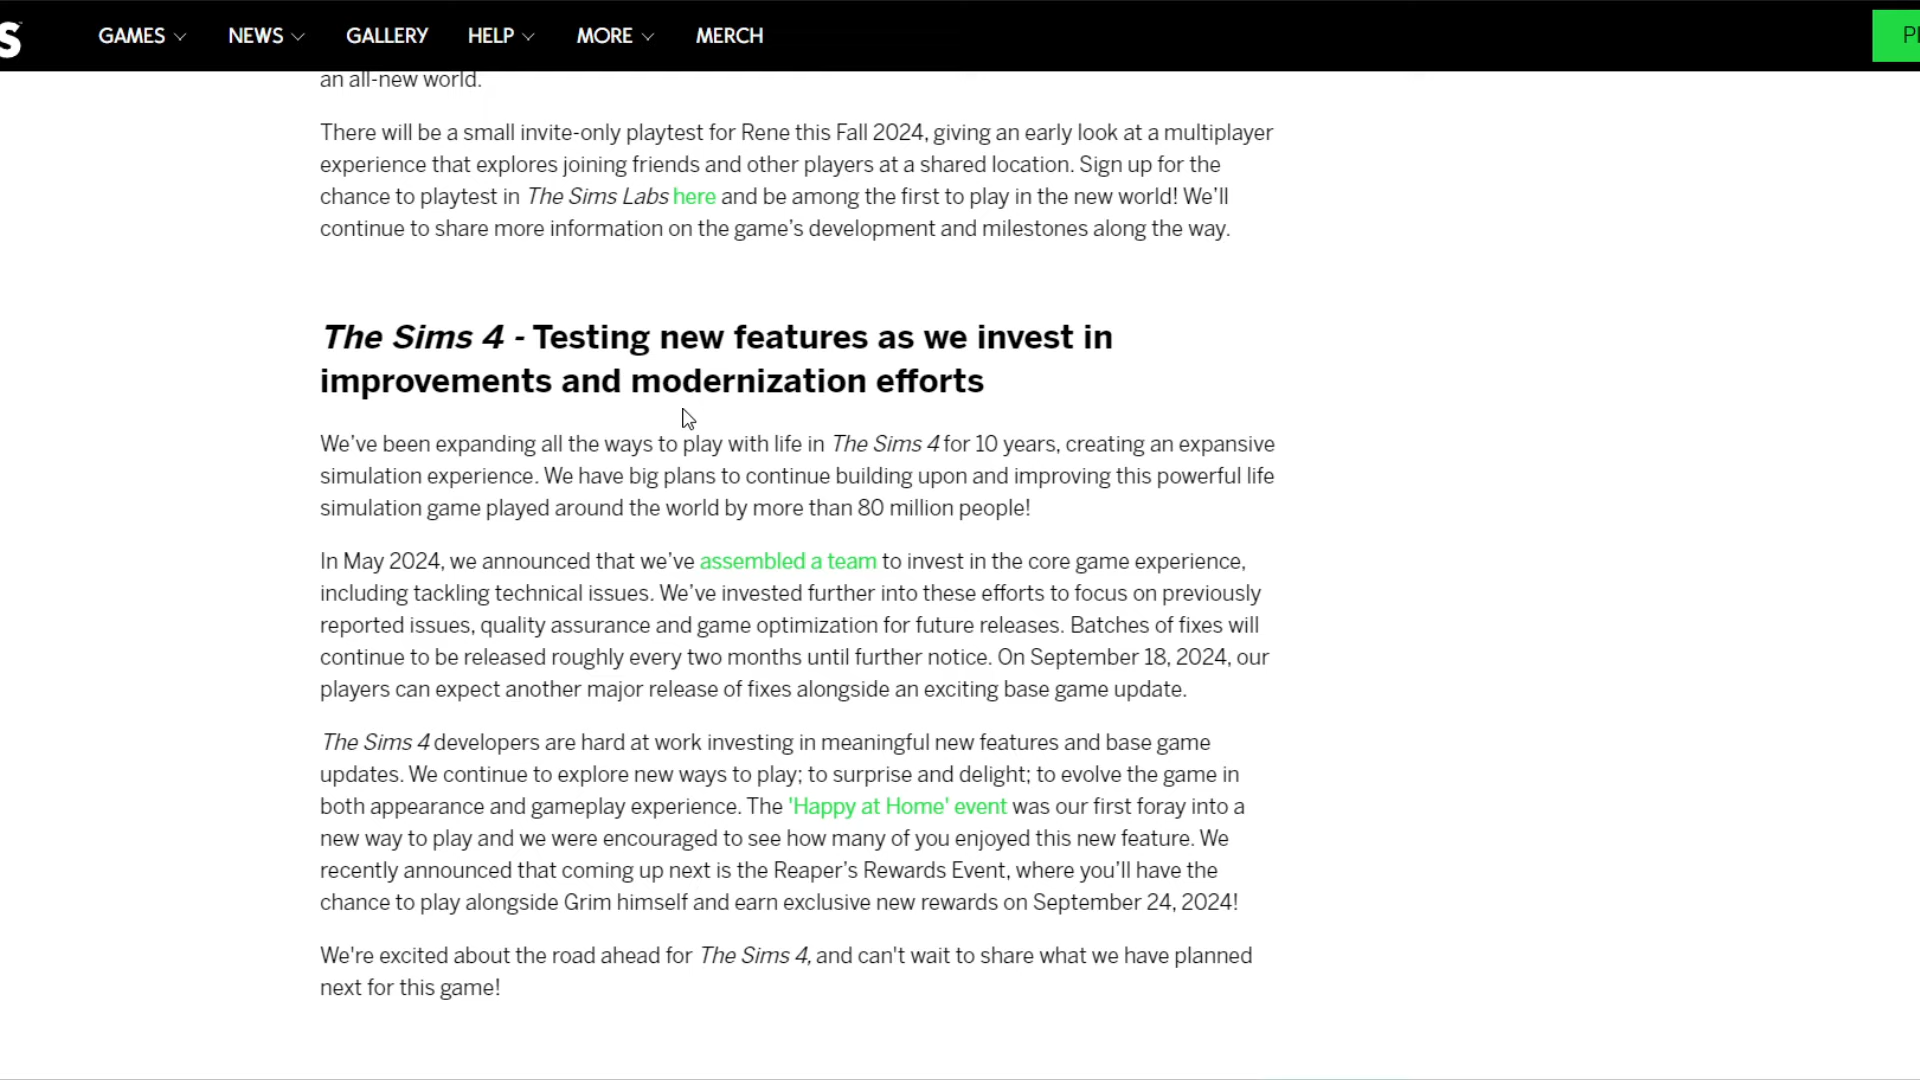 S
GAMES
NEWS
GALLERY
HELP
MORE
MERCH
an all-new world.
There will be a small invite-only playtest for Rene this Fall 2024, giving an early look at a multiplayer
experience that explores joining friends and other players at a shared location. Sign up for the
chance to playtest in The Sims Labs here and be among the first to play in the new world! We’ll
continue to share more information on the game’s development and milestones along the way.
The Sims 4 - Testing new features as we invest in
improvements and modernization efforts
We’ve been expanding all the ways to play with life in The Sims 4 for 10 years, creating an expansive
simulation experience. We have big plans to continue building upon and improving this powerful life
simulation game played around the world by more than 80 million people!
In May 2024, we announced that we’ve assembled a team to invest in the core game experience,
including tackling technical issues. We’ve invested further into these efforts to focus on previously
reported issues, quality assurance and game optimization for future releases. Batches of fixes will
continue to be released roughly every two months until further notice. On September 18, 2024, our
players can expect another major release of fixes alongside an exciting base game update.
The Sims 4 developers are hard at work investing in meaningful new features and base game
updates. We continue to explore new ways to play; to surprise and delight; to evolve the game in
both appearance and gameplay experience. The 'Happy at Home' event was our first foray into a
new way to play and we were encouraged to see how many of you enjoyed this new feature. We
recently announced that coming up next is the Reaper’s Rewards Event, where you’ll have the
chance to play alongside Grim himself and earn exclusive new rewards on September 24, 2024!
We're excited about the road ahead for The Sims 4, and can't wait to share what we have planned
next for this game!